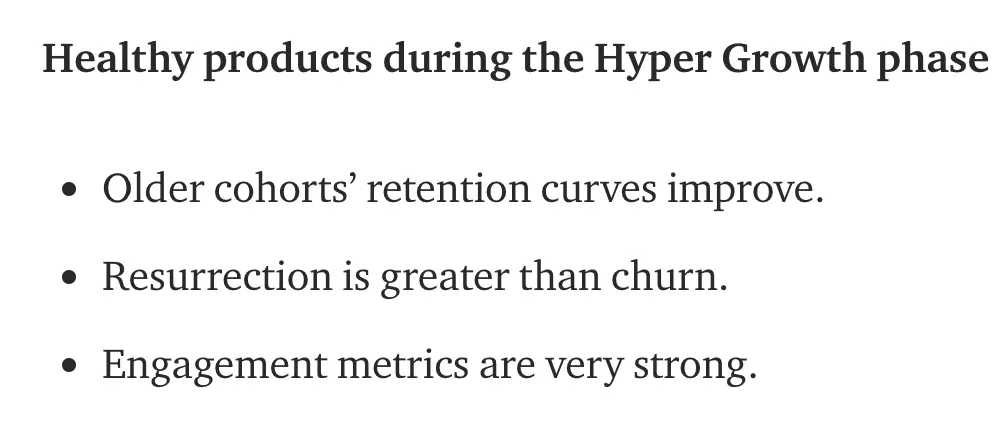 Healthy products during the Hyper Growth phase
• Older cohorts’ retention curves improve.
• Resurrection is greater than churn.
• Engagement metrics are very strong.